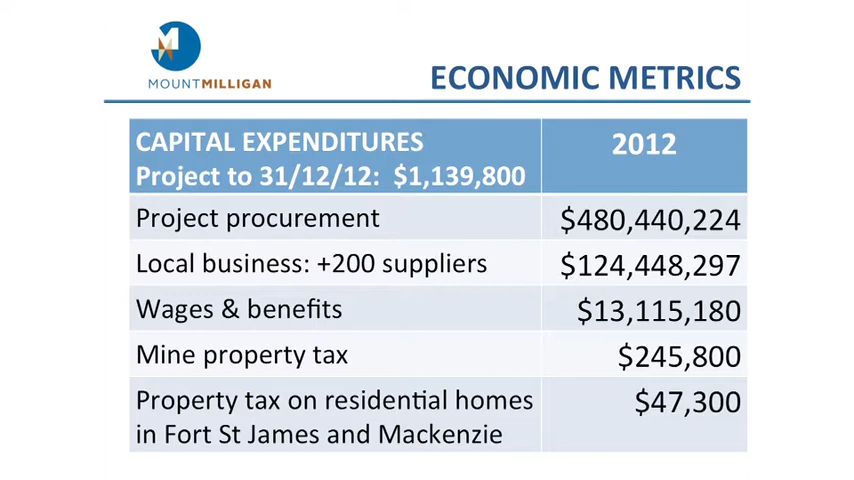 MOUNTMILLIGAN
ECONOMIC METRICS
CAPITAL EXPENDITURES
Project to 31/12/12: $1,139,800
2012
Project procurement
$480,440,224
Local business: +200 suppliers
$124,448,297
Wages & benefits
$13,115,180
Mine property tax
$245,800
Property tax on residential homes
in Fort St James and Mackenzie
$47,300